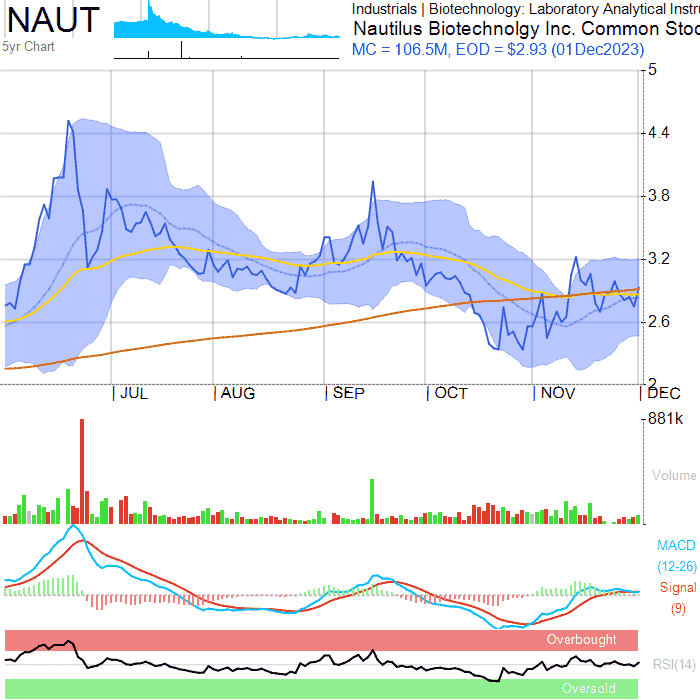 NAUT
5yr Chart
Industrials | Biotechnology: Laboratory Analytical Instr
Nautilus Biotechnolgy Inc. Common Stoc
MC = 106.5M, EOD = $2.93 (01Dec2023)
5
4.4
3.8
3.2
2.6
2
| JUL | AUG | SEP | OCT | NOV | DEC
881k
Volume
MACD
(12-26)
Signal
(9)
Overbought
RSI(14)
Oversold